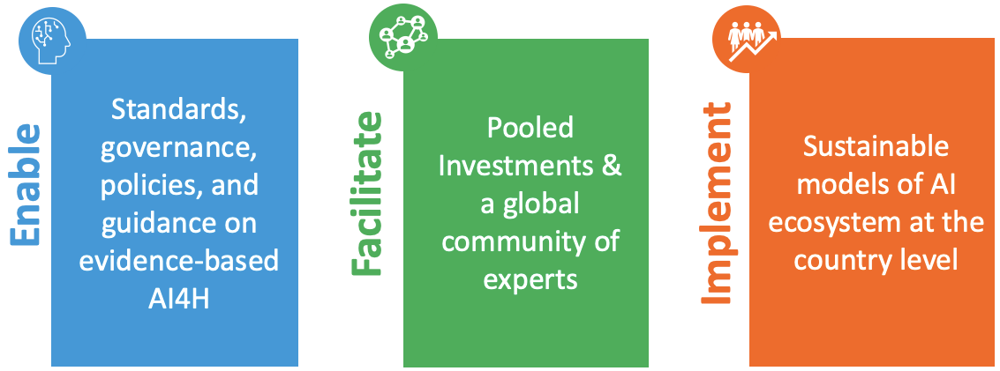 Enable
Standards,
governance,
policies, and
guidance on
evidence-based
AI4H
Facilitate
Pooled
Investments &
a global
community of
experts
Implement
Sustainable
models of AI
ecosystem at the
country level